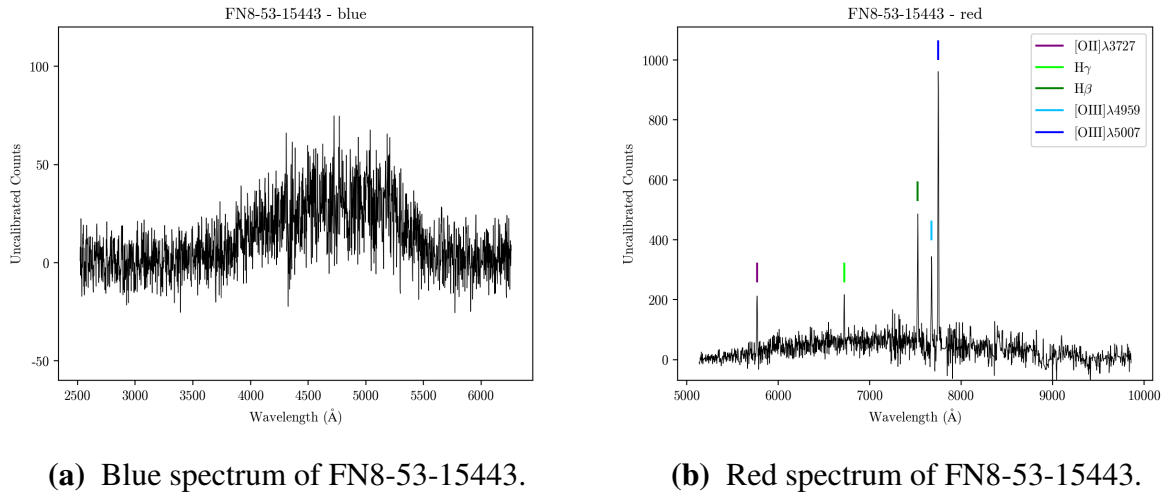 FN8-53-15443 - blue
Uncalibrated Counts
100
50
0
-50
2500 3000 3500 4000 4500 5000 5500 6000
Wavelength (Å)
(a) Blue spectrum of FN8-53-15443.
FN8-53-15443 - red
Uncalibrated Counts
1000
800
600
400
200
0
5000 6000 7000 8000 9000 10000
Wavelength (Å)
[OII]λ3727
Hγ
Hβ
[OIII]λ4959
[OIII]λ5007
(b) Red spectrum of FN8-53-15443.